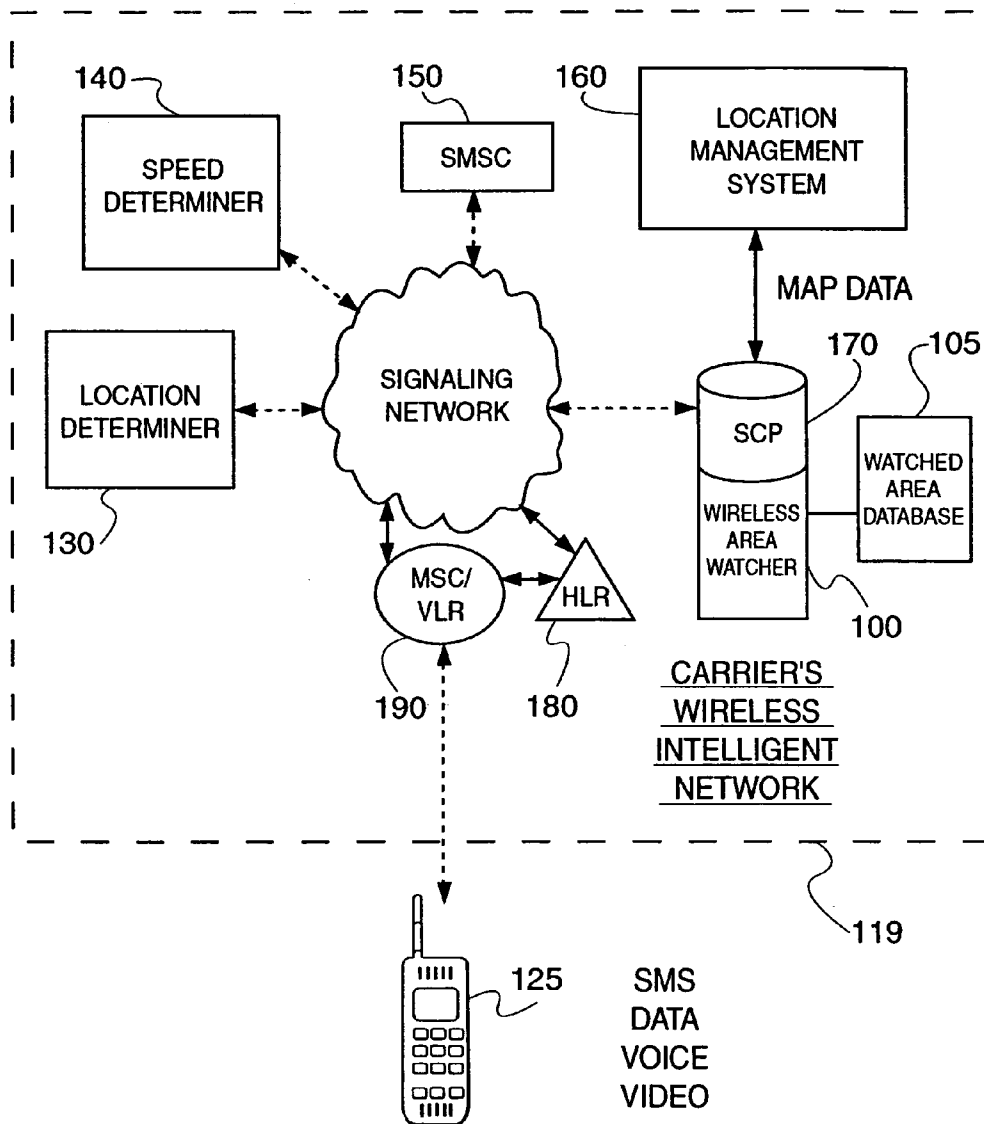 140
SPEED
DETERMINER
150
SMSC
160
LOCATION
MANAGEMENT
SYSTEM
MAP DATA
LOCATION
DETERMINER
130
SIGNALING
NETWORK
170
SCP
105
WATCHED
AREA
DATABASE
WIRELESS
AREA
WATCHER
100
MSC/
VLR
190
HLR
180
CARRIER'S
WIRELESS
INTELLIGENT
NETWORK
119
125
SMS
DATA
VOICE
VIDEO